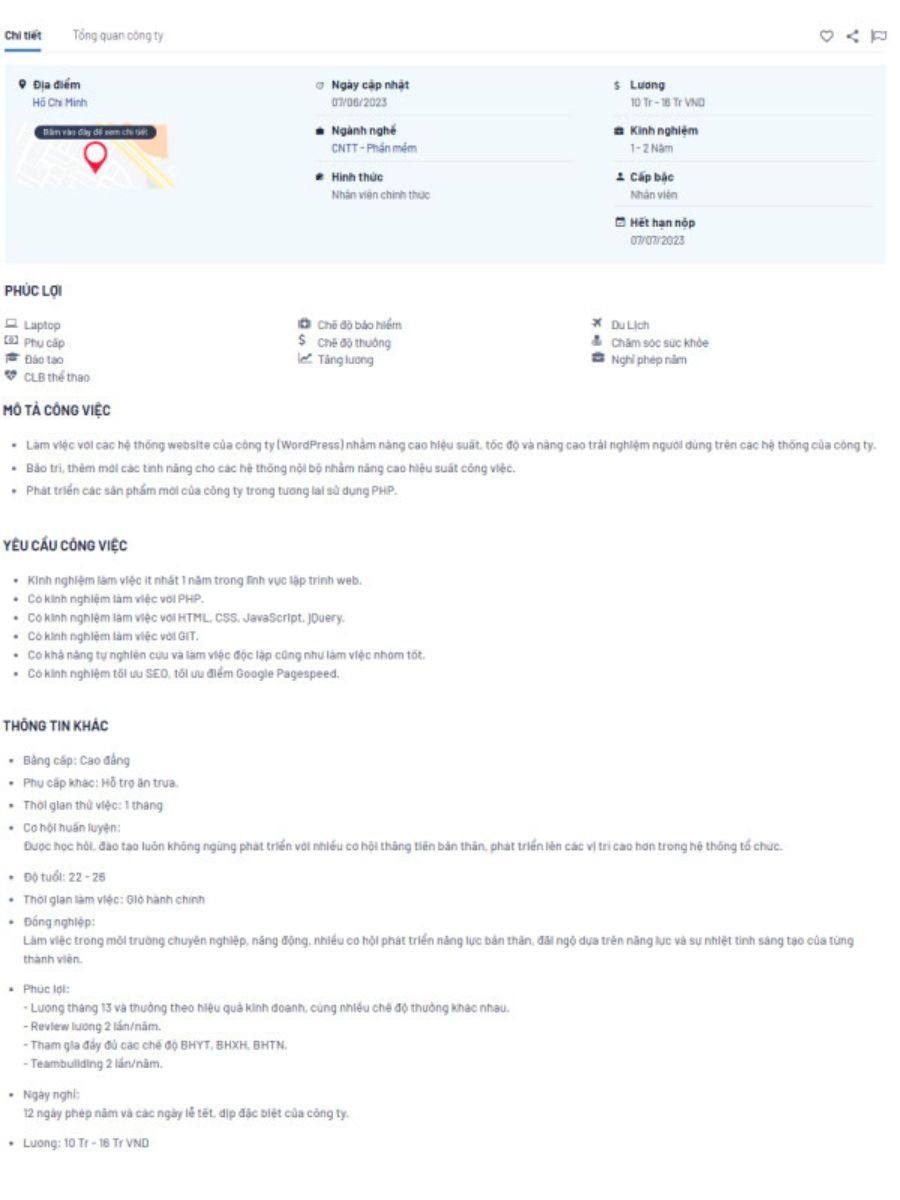 Chi tiết Tổng quan công ty
Địa điểm
Hồ Chí Minh
Bấm vào đây để xem chi tiết
Ngày cập nhật
07/06/2023
Ngành nghề
CNTT - Phần mềm
Hình thức
Nhân viên chính thức
Lương
10 Tr - 16 Tr VND
Kinh nghiệm
1 - 2 Năm
Cấp bậc
Nhân viên
Hết hạn nộp
07/07/2023
PHÚC LỢI
Laptop Chế độ bảo hiểm Du Lịch
Phụ cấp Chế độ thưởng Chăm sóc sức khỏe
Đào tạo Tăng lương Nghỉ phép năm
CLB thể thao
MÔ TẢ CÔNG VIỆC
• Làm việc với các hệ thống website của công ty (WordPress) nhằm nâng cao hiệu suất, tốc độ và nâng cao trải nghiệm người dùng trên các hệ thống của công ty.
• Bảo trì, thêm mới các tính năng cho các hệ thống nội bộ nhằm nâng cao hiệu suất công việc.
• Phát triển các sản phẩm mới của công ty trong tương lai sử dụng PHP.
YÊU CẦU CÔNG VIỆC
• Kinh nghiệm làm việc ít nhất 1 năm trong lĩnh vực lập trình web.
• Có kinh nghiệm làm việc với PHP.
• Có kinh nghiệm làm việc với HTML, CSS, JavaScript, jQuery.
• Có kinh nghiệm làm việc với GIT.
• Có khả năng tự nghiên cứu và làm việc độc lập cũng như làm việc nhóm tốt.
• Có kinh nghiệm tối ưu SEO, tối ưu điểm Google Pagespeed.
THÔNG TIN KHÁC
• Bằng cấp: Cao đẳng
• Phụ cấp khác: Hỗ trợ ăn trưa.
• Thời gian thử việc: 1 tháng
• Cơ hội huấn luyện:
Được học hỏi, đào tạo luôn không ngừng phát triển với nhiều cơ hội thăng tiến bản thân, phát triển lên các vị trí cao hơn trong hệ thống tổ chức.
• Độ tuổi: 22 - 26
• Thời gian làm việc: Giờ hành chính
• Đồng nghiệp:
Làm việc trong môi trường chuyên nghiệp, năng động, nhiều cơ hội phát triển năng lực bản thân, đãi ngộ dựa trên năng lực và sự nhiệt tình sáng tạo của từng
thành viên.
• Phúc lợi:
- Lương tháng 13 và thưởng theo hiệu quả kinh doanh, cùng nhiều chế độ thưởng khác nhau.
- Review lương 2 lần/năm.
- Tham gia đầy đủ các chế độ BHYT, BHXH, BHTN.
- Teambuilding 2 lần/năm.
• Ngày nghỉ:
12 ngày phép năm và các ngày lễ tết, dịp đặc biệt của công ty.
• Lương: 10 Tr - 16 Tr VND